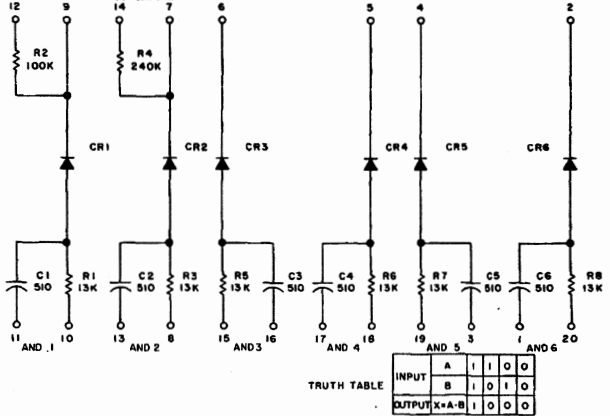 12 9 14 7 6 5 4 2
R2 100K
R4 240K
CR1 CR2 CR3 CR4 CR5 CR6
C1 510
R1 13K
C2 510
R3 13K
R5 13K
C3 510
C4 510
R6 13K
R7 13K
C5 510
C6 510
R8 13K
11 10 13 8 15 16 17 18 19 3 1 20
AND 1 AND 2 AND 3 AND 4 AND 5 AND 6
TRUTH TABLE
INPUT A 1 1 0 0
B 1 0 1 0
OUTPUT X=A·B 1 0 0 0